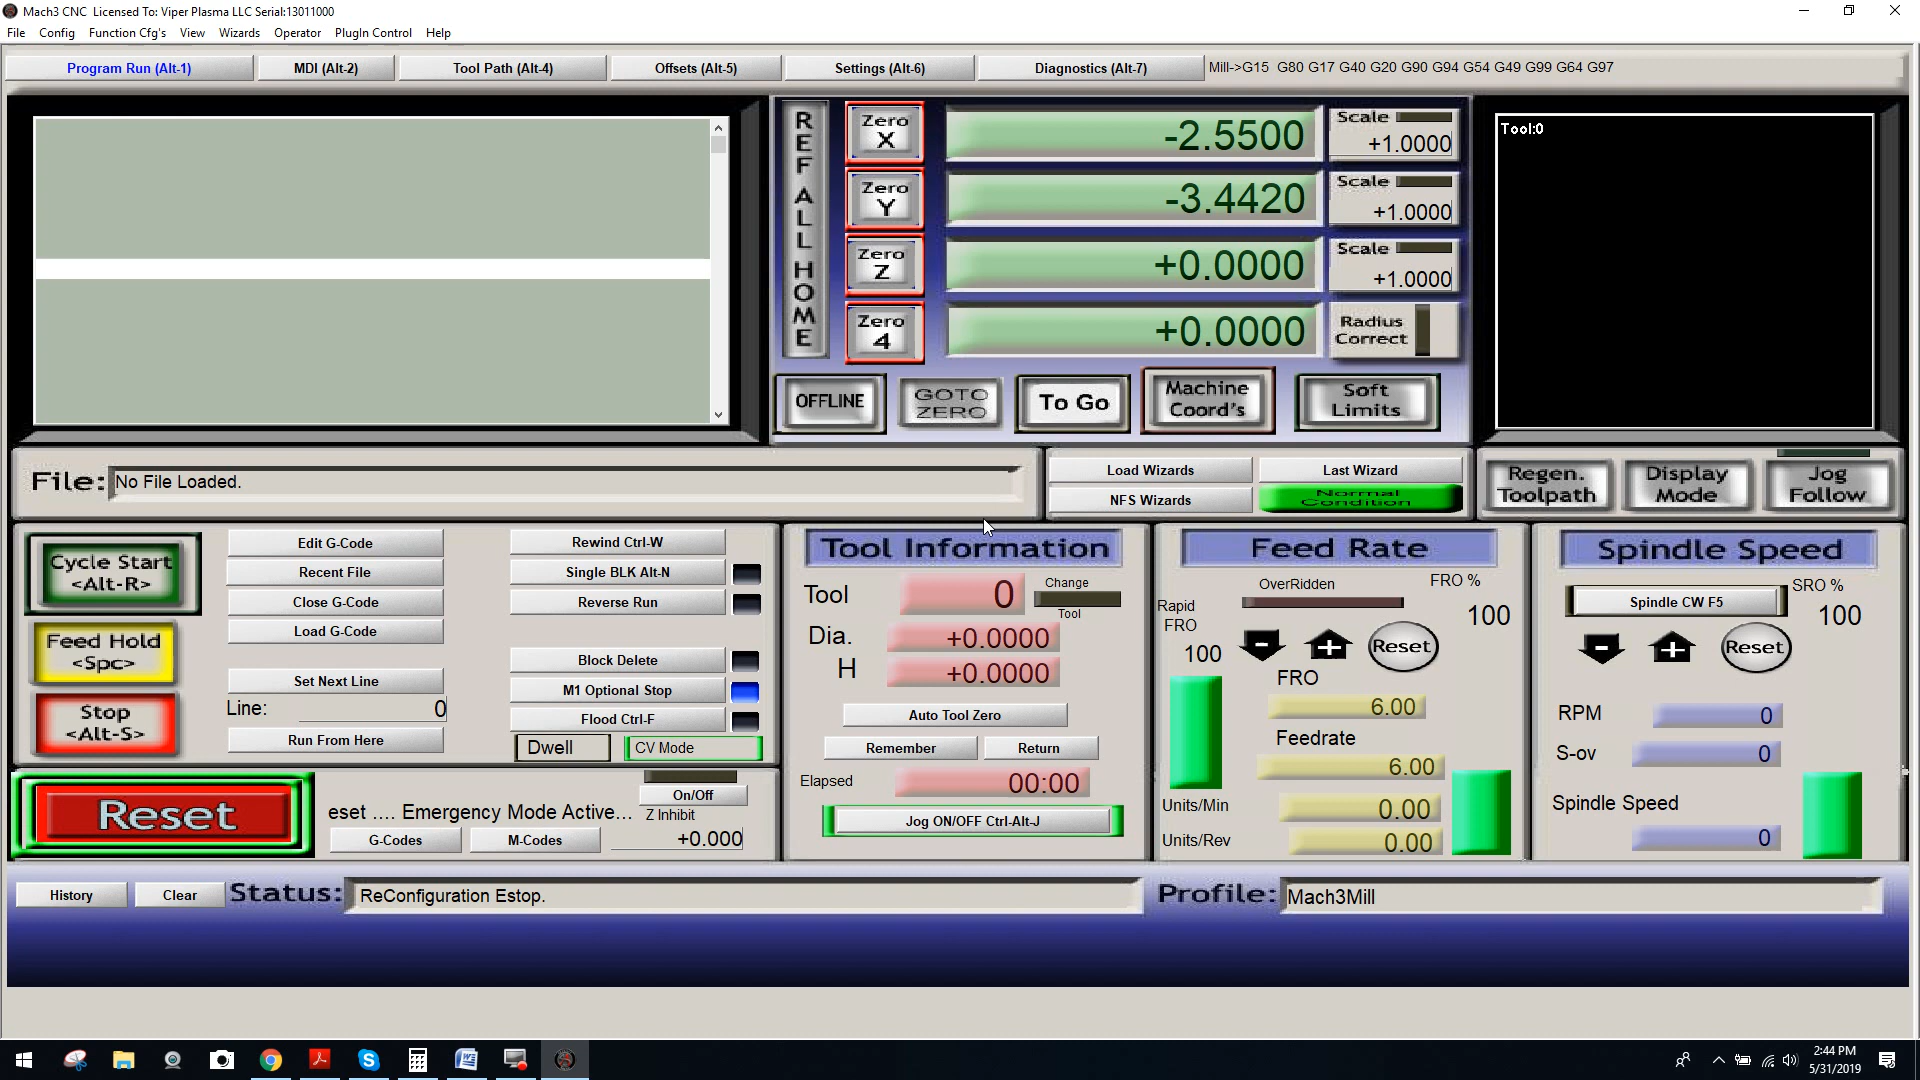 Mach3 CNC  Licensed To: Viper Plasma LLC Serial:13011000
File Config Function Cfg's View Wizards Operator PlugIn Control Help
Program Run (Alt-1) MDI (Alt-2) Tool Path (Alt-4) Offsets (Alt-5) Settings (Alt-6) Diagnostics (Alt-7) Mill->G15  G80 G17 G40 G20 G90 G94 G54 G49 G99 G64 G97
REF ALL HOME
Zero X -2.5500 Scale +1.0000
Zero Y -3.4420 Scale +1.0000
Zero Z +0.0000 Scale +1.0000
Zero 4 +0.0000 Radius Correct
Tool:0
OFFLINE GOTO ZERO To Go Machine Coord's Soft Limits
File: No File Loaded.
Load Wizards Last Wizard
NFS Wizards Normal Condition
Regen. Toolpath Display Mode Jog Follow
Cycle Start <Alt-R>
Feed Hold <Spc>
Stop <Alt-S>
Edit G-Code
Recent File
Close G-Code
Load G-Code
Set Next Line
Line: 0
Run From Here
Rewind Ctrl-W
Single BLK Alt-N
Reverse Run
Block Delete
M1 Optional Stop
Flood Ctrl-F
Dwell CV Mode
Reset
eset .... Emergency Mode Active...
On/Off
Z Inhibit
+0.000
G-Codes M-Codes
Tool Information
Tool 0 Change Tool
Dia. +0.0000
H +0.0000
Auto Tool Zero
Remember Return
Elapsed 00:00
Jog ON/OFF Ctrl-Alt-J
Feed Rate
OverRidden FRO %
100
Rapid FRO
100
Reset
FRO
6.00
Feedrate
6.00
Units/Min 0.00
Units/Rev 0.00
Spindle Speed
Spindle CW F5 SRO %
100
Reset
RPM 0
S-ov 0
Spindle Speed
0
History Clear Status: ReConfiguration Estop. Profile: Mach3Mill
2:44 PM
5/31/2019